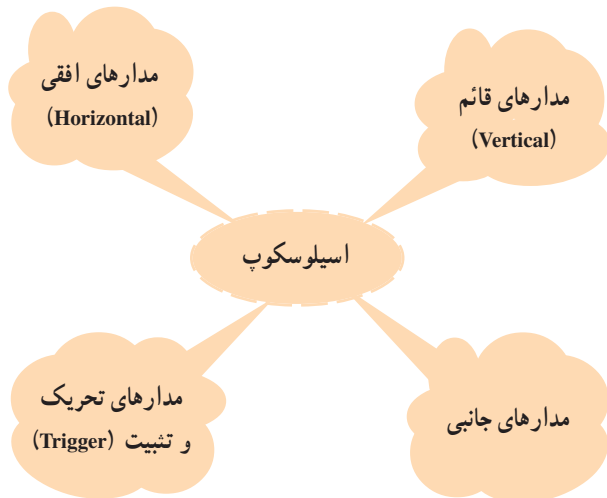 مدارهای قائم
(Vertical)
مدارهای افقی
(Horizontal)
اسیلوسکوپ
مدارهای جانبی
مدارهای تحریک
و تثبیت (Trigger)